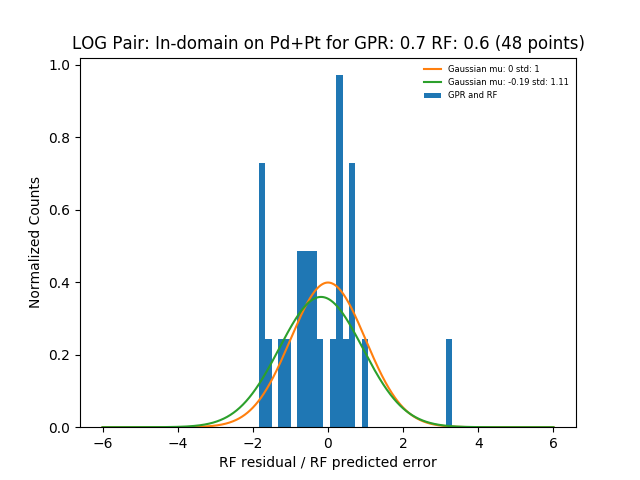 LOG Pair: In-domain on Pd+Pt for GPR: 0.7 RF: 0.6 (48 points)
Gaussian mu: 0 std: 1
Gaussian mu: -0.19 std: 1.11
GPR and RF
Normalized Counts
1.0
0.8
0.6
0.4
0.2
0.0
−6 −4 −2 0 2 4 6
RF residual / RF predicted error